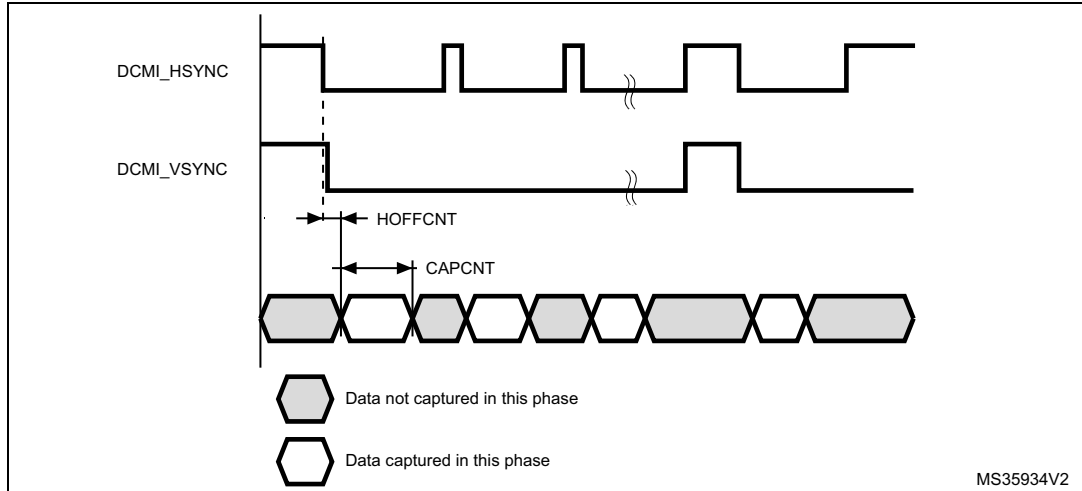 DCMI_HSYNC
DCMI_VSYNC
HOFFCNT
CAPCNT
Data not captured in this phase
Data captured in this phase
MS35934V2